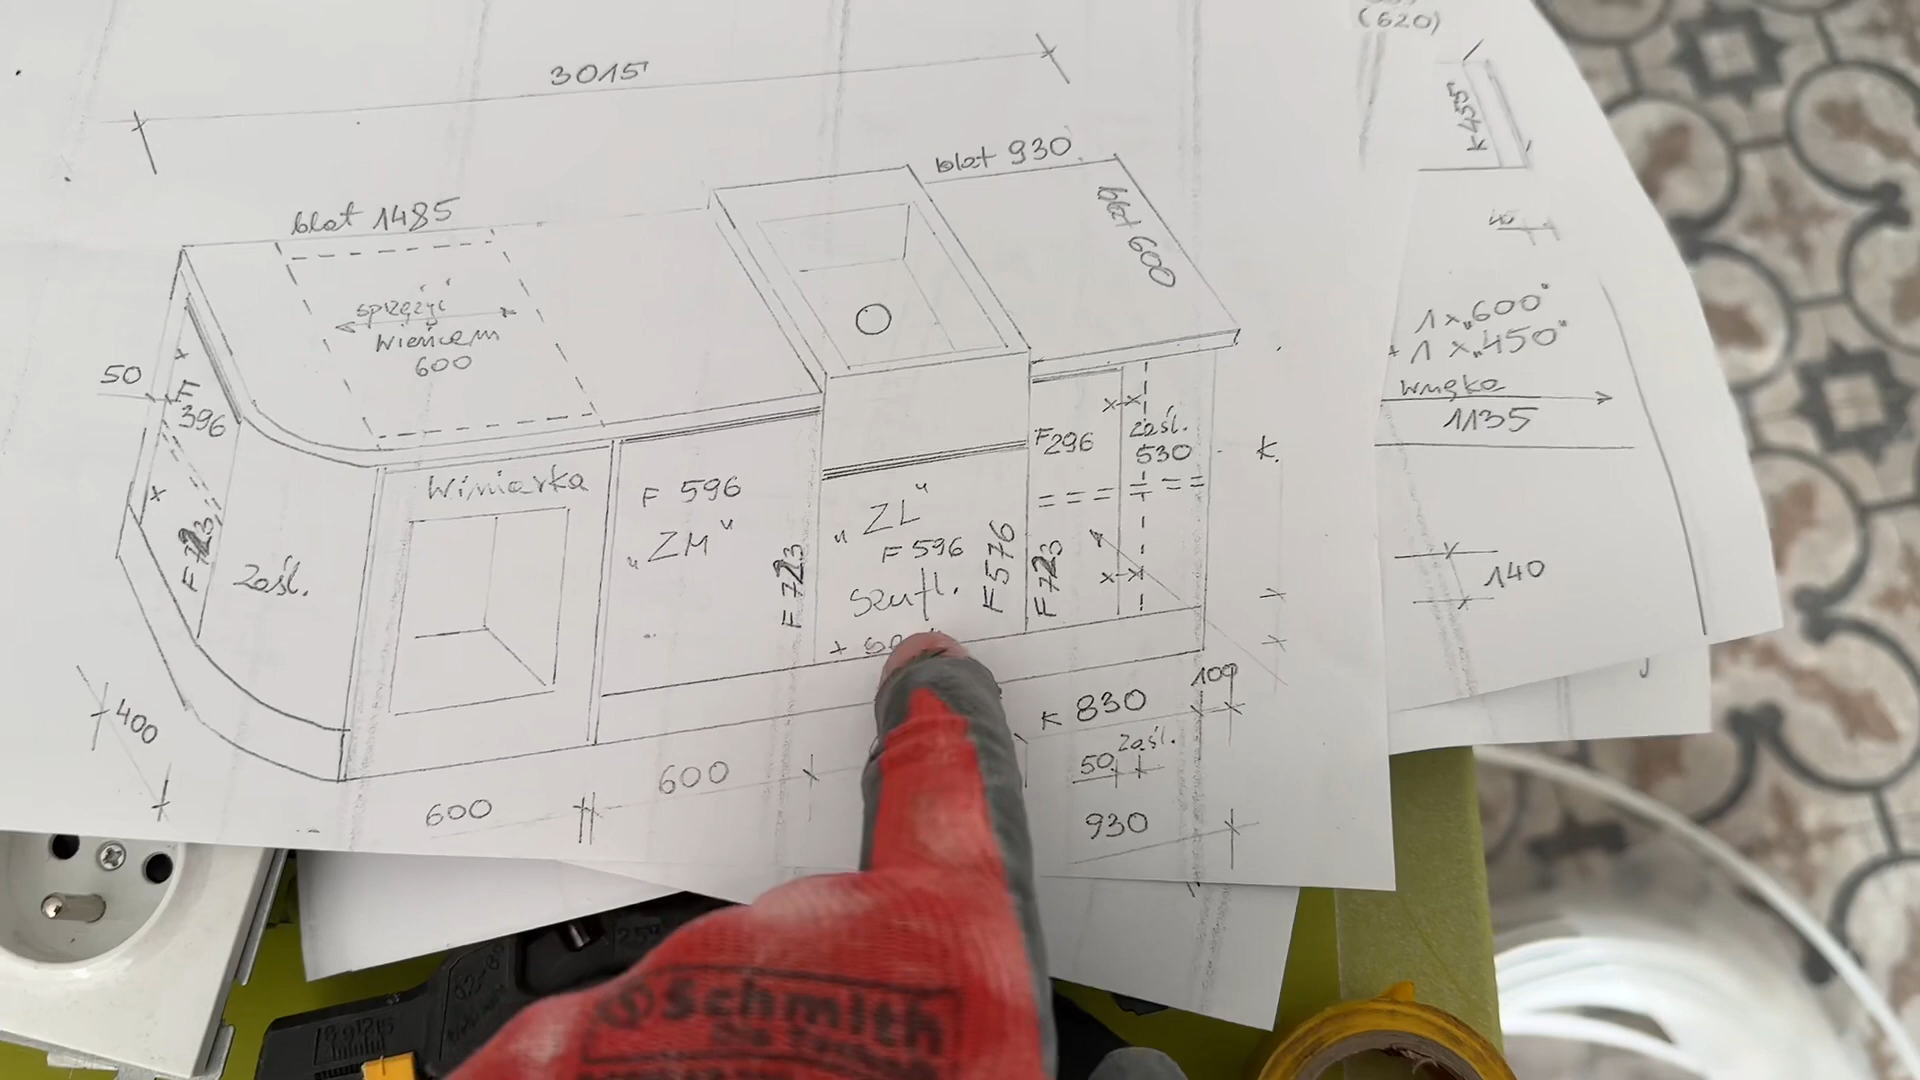 3015
(620)
K455
blat 1485
blat 930
blat 600
sprzężyć
wieńcem
600
50
F
396
F 723
Zaśl.
Winiarka
F 596
"ZM"
F 723
"ZL"
F 596
Szufl.
F 576
F296
F 723
Zaśl.
530
K.
1 x "600"
+ 1 x "450"
wnęka
1135
140
400
600
600
K 830
100
Zaśl.
50
930
Schmith